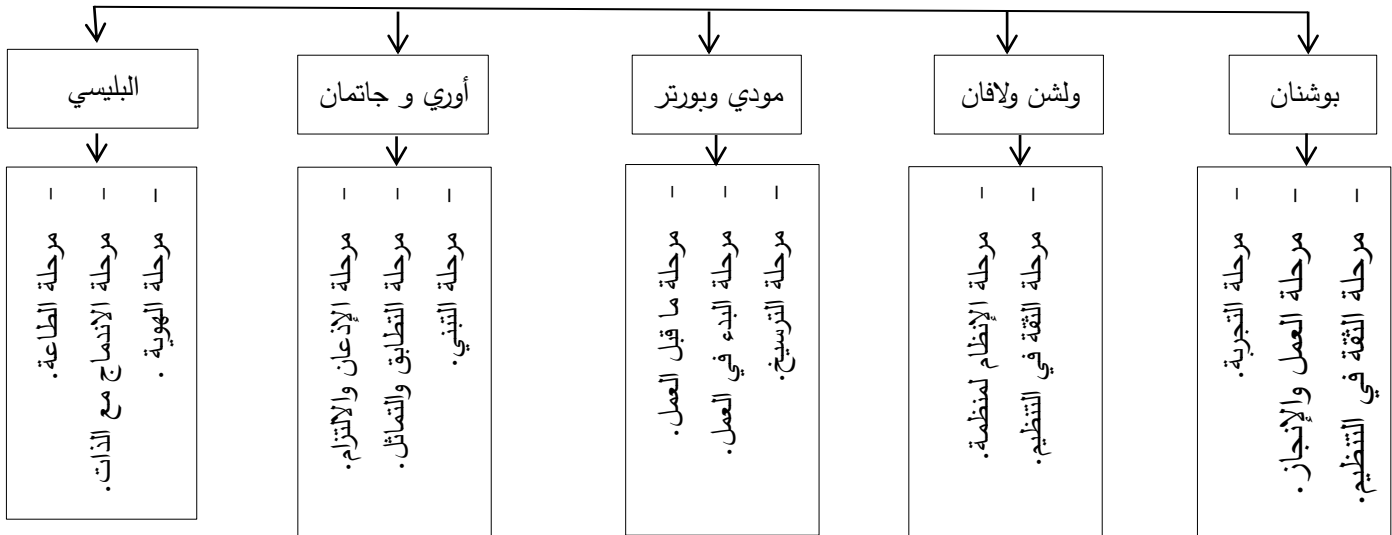 بوشنان
ولشن ولافان
مودي وبورتر
أوري و جاتمان
البليسي
- مرحلة التجربة.
- مرحلة العمل والإنجاز.
- مرحلة الثقة في التنظيم.
- مرحلة الإنظام لمنظمة.
- مرحلة الثقة في التنظيم.
- مرحلة ما قبل العمل.
- مرحلة البدء في العمل.
- مرحلة الترسيخ.
- مرحلة الإذعان والالتزام.
- مرحلة التطابق والتماثل.
- مرحلة التبني.
- مرحلة الطاعة.
- مرحلة الاندماج مع الذات.
- مرحلة الهوية .